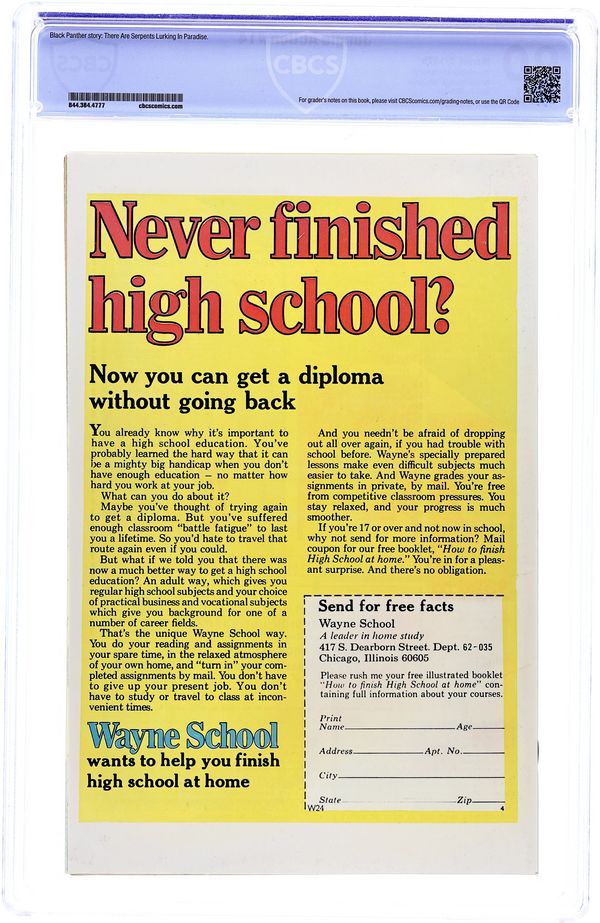 Black Panther story: There Are Serpents Lurking In Paradise.
CBCS
CBCS
B44.384.4777
cbcscomics.com
For grader's notes on this book, please visit CBCScomics.com/grading-notes, or use the QR Code
Never finished
high school?
Now you can get a diploma
without going back
You already know why it's important to
have a high school education. You've
probably learned the hard way that it can
be a mighty big handicap when you don't
have enough education – no matter how
hard you work at your job.
What can you do about it?
Maybe you've thought of trying again
to get a diploma. But you've suffered
enough classroom "battle fatigue" to last
you a lifetime. So you'd hate to travel that
route again even if you could.
But what if we told you that there was
now a much better way to get a high school
education? An adult way, which gives you
regular high school subjects and your choice
of practical business and vocational subjects
which give you background for one of a
number of career fields.
That's the unique Wayne School way.
You do your reading and assignments in
your spare time, in the relaxed atmosphere
of your own home, and "turn in" your com-
pleted assignments by mail. You don't have
to give up your present job. You don't
have to study or travel to class at incon-
venient times.
Wayne School
wants to help you finish
high school at home
And you needn't be afraid of dropping
out all over again, if you had trouble with
school before. Wayne's specially prepared
lessons make even difficult subjects much
easier to take. And Wayne grades your as-
signments in private, by mail. You're free
from competitive classroom pressures. You
stay relaxed, and your progress is much
smoother.
If you're 17 or over and not now in school,
why not send for more information? Mail
coupon for our free booklet, "How to finish
High School at home." You're in for a pleas-
ant surprise. And there's no obligation.
Send for free facts
Wayne School
A leader in home study
417 S. Dearborn Street. Dept. 62-035
Chicago, Illinois 60605
Please rush me your free illustrated booklet
"How to finish High School at home" con-
taining full information about your courses.
Print
Name Age
Address Apt. No.
City
State Zip
W24 4